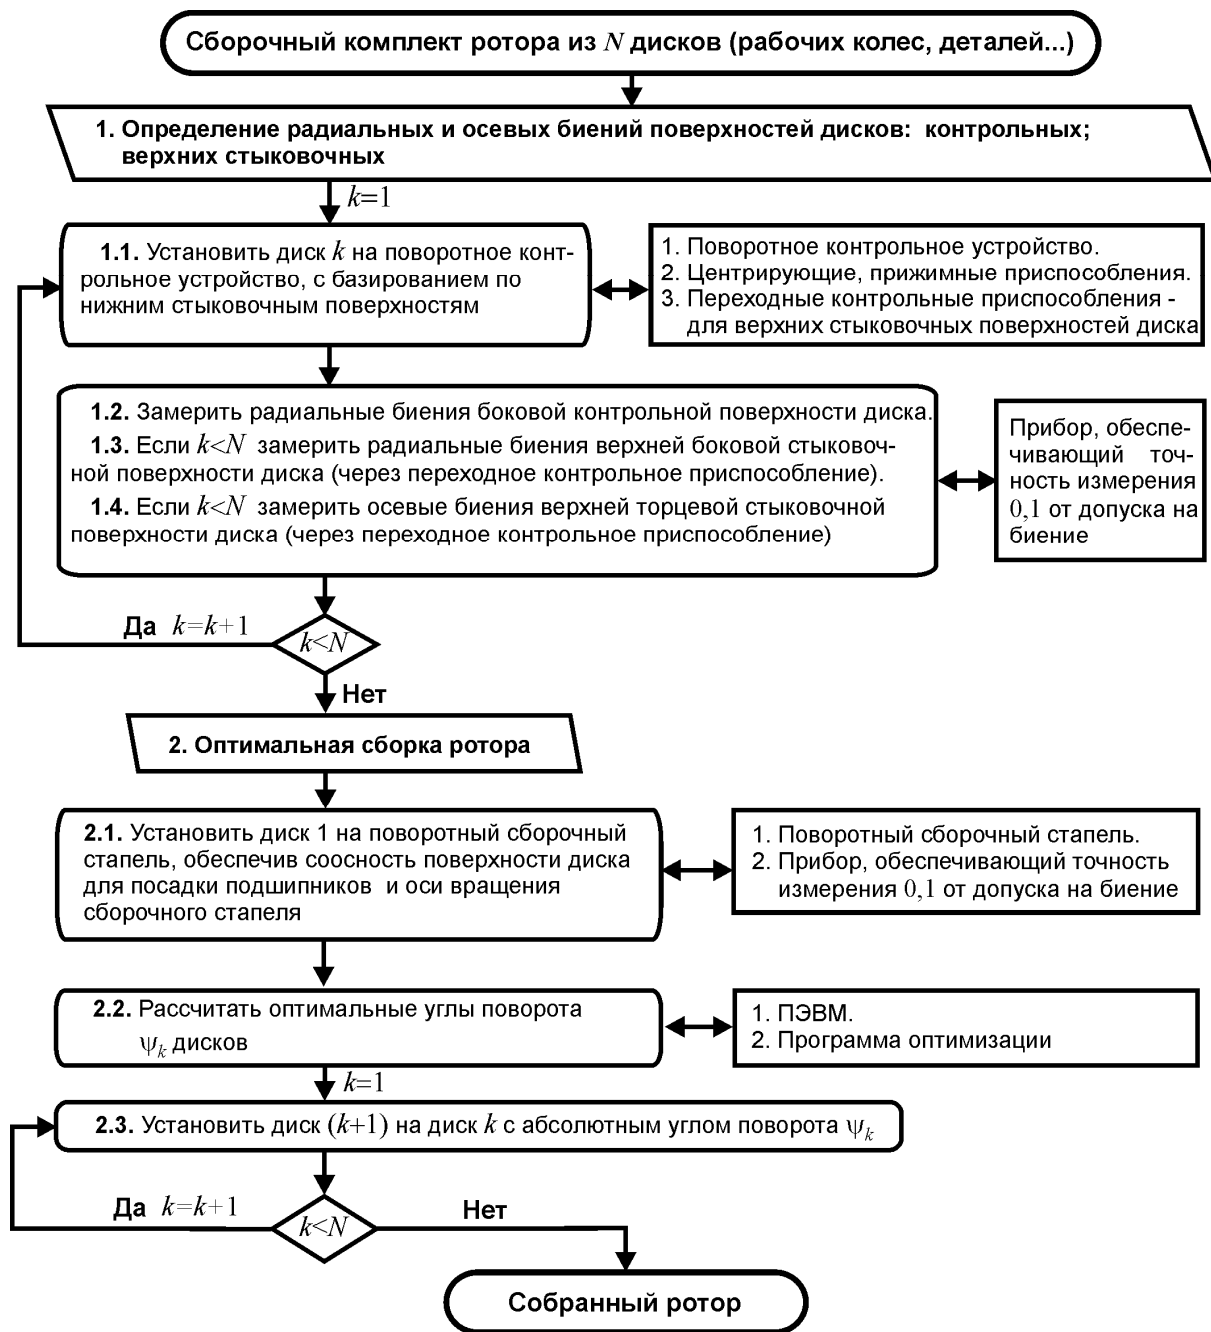 Сборочный комплект ротора из N дисков (рабочих колес, деталей...)
1. Определение радиальных и осевых биений поверхностей дисков: контрольных;
верхних стыковочных
k=1
1.1. Установить диск k на поворотное конт-
рольное устройство, с базированием по
нижним стыковочным поверхностям
1. Поворотное контрольное устройство.
2. Центрирующие, прижимные приспособления.
3. Переходные контрольные приспособления -
для верхних стыковочных поверхностей диска
1.2. Замерить радиальные биения боковой контрольной поверхности диска.
1.3. Если k<N замерить радиальные биения верхней боковой стыковоч-
ной поверхности диска (через переходное контрольное приспособление).
1.4. Если k<N замерить осевые биения верхней торцевой стыковочной
поверхности диска (через переходное контрольное приспособление)
Прибор, обеспе-
чивающий точ-
ность измерения
0,1 от допуска на
биение
Да k=k+1
k<N
Нет
2. Оптимальная сборка ротора
2.1. Установить диск 1 на поворотный сборочный
стапель, обеспечив соосность поверхности диска
для посадки подшипников и оси вращения
сборочного стапеля
1. Поворотный сборочный стапель.
2. Прибор, обеспечивающий точность
измерения 0,1 от допуска на биение
2.2. Рассчитать оптимальные углы поворота
ψk дисков
1. ПЭВМ.
2. Программа оптимизации
k=1
2.3. Установить диск (k+1) на диск k с абсолютным углом поворота ψk
Да k=k+1
k<N
Нет
Собранный ротор